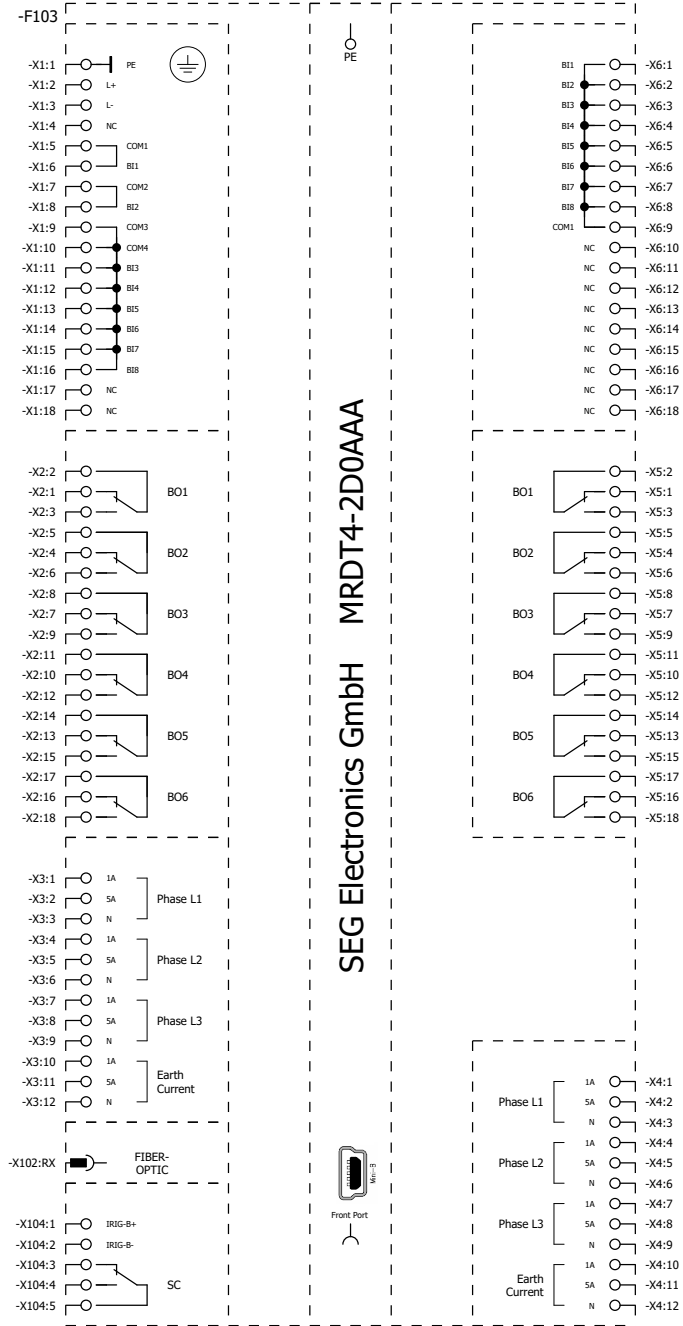 -F103
PE
-X1:1 PE
-X1:2 L+
-X1:3 L-
-X1:4 NC
-X1:5 COM1
-X1:6 BI1
-X1:7 COM2
-X1:8 BI2
-X1:9 COM3
-X1:10 COM4
-X1:11 BI3
-X1:12 BI4
-X1:13 BI5
-X1:14 BI6
-X1:15 BI7
-X1:16 BI8
-X1:17 NC
-X1:18 NC
-X2:2
-X2:1 BO1
-X2:3
-X2:5
-X2:4 BO2
-X2:6
-X2:8
-X2:7 BO3
-X2:9
-X2:11
-X2:10 BO4
-X2:12
-X2:14
-X2:13 BO5
-X2:15
-X2:17
-X2:16 BO6
-X2:18
-X3:1 1A
-X3:2 5A Phase L1
-X3:3 N
-X3:4 1A
-X3:5 5A Phase L2
-X3:6 N
-X3:7 1A
-X3:8 5A Phase L3
-X3:9 N
-X3:10 1A
-X3:11 5A Earth Current
-X3:12 N
-X102:RX FIBER-
OPTIC
-X104:1 IRIG-B+
-X104:2 IRIG-B-
-X104:3
-X104:4 SC
-X104:5
SEG Electronics GmbH MRDT4-2D0AAA
Mini-B
Front Port
BI1 -X6:1
BI2 -X6:2
BI3 -X6:3
BI4 -X6:4
BI5 -X6:5
BI6 -X6:6
BI7 -X6:7
BI8 -X6:8
COM1 -X6:9
NC -X6:10
NC -X6:11
NC -X6:12
NC -X6:13
NC -X6:14
NC -X6:15
NC -X6:16
NC -X6:17
NC -X6:18
-X5:2
BO1 -X5:1
-X5:3
-X5:5
BO2 -X5:4
-X5:6
-X5:8
BO3 -X5:7
-X5:9
-X5:11
BO4 -X5:10
-X5:12
-X5:14
BO5 -X5:13
-X5:15
-X5:17
BO6 -X5:16
-X5:18
1A -X4:1
Phase L1 5A -X4:2
N -X4:3
1A -X4:4
Phase L2 5A -X4:5
N -X4:6
1A -X4:7
Phase L3 5A -X4:8
N -X4:9
1A -X4:10
Earth Current 5A -X4:11
N -X4:12